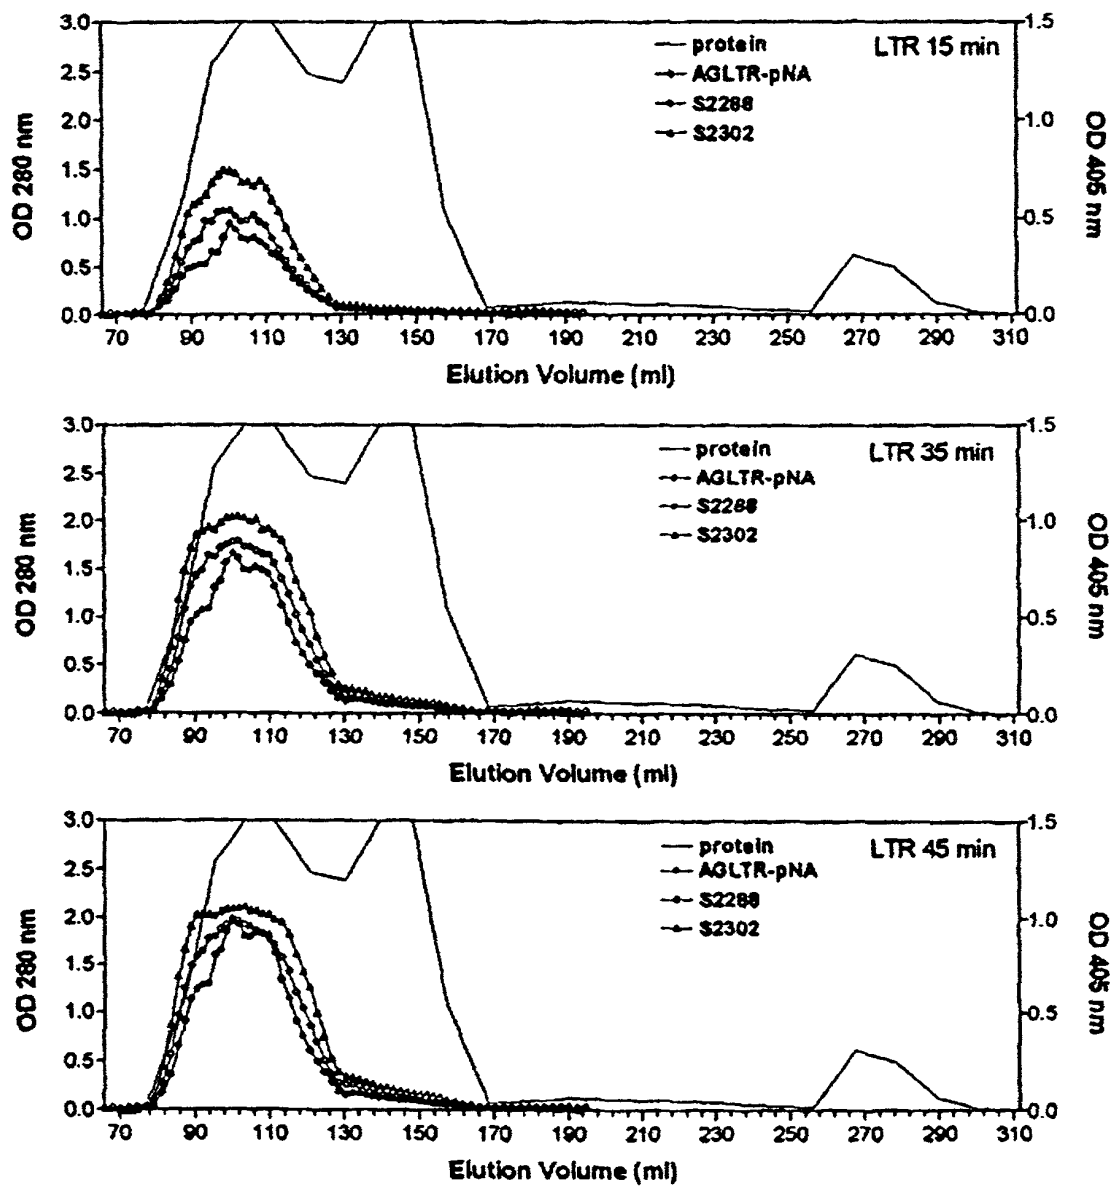 LTR 15 min
protein
AGLTR-pNA
S2288
S2302
3.0
2.5
2.0
1.5
1.0
0.5
0.0
OD 280 nm
1.5
1.0
0.5
0.0
OD 405 nm
70 90 110 130 150 170 190 210 230 250 270 290 310
Elution Volume (ml)
LTR 35 min
protein
AGLTR-pNA
S2288
S2302
3.0
2.5
2.0
1.5
1.0
0.5
0.0
OD 280 nm
1.5
1.0
0.5
0.0
OD 405 nm
70 90 110 130 150 170 190 210 230 250 270 290 310
Elution Volume (ml)
LTR 45 min
protein
AGLTR-pNA
S2288
S2302
3.0
2.5
2.0
1.5
1.0
0.5
0.0
OD 280 nm
1.5
1.0
0.5
0.0
OD 405 nm
70 90 110 130 150 170 190 210 230 250 270 290 310
Elution Volume (ml)